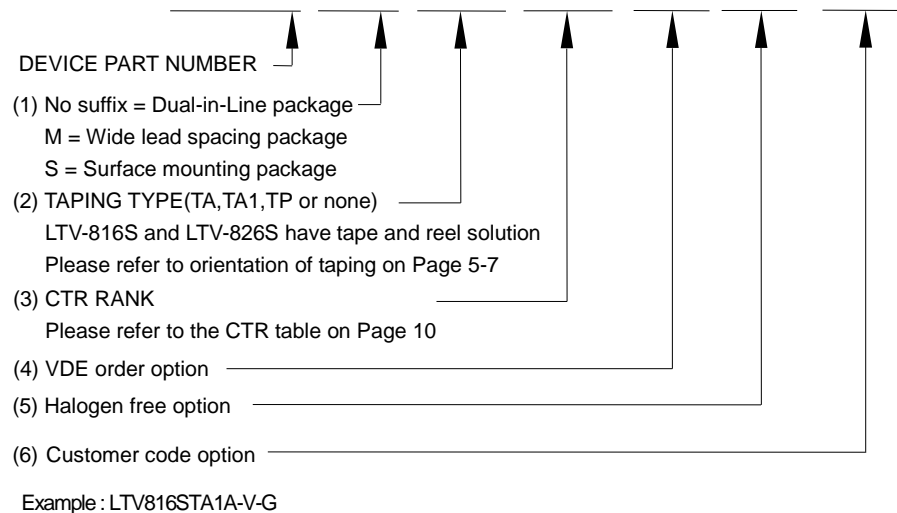 DEVICE PART NUMBER
(1) No suffix = Dual-in-Line package
M = Wide lead spacing package
S = Surface mounting package
(2) TAPING TYPE(TA,TA1,TP or none)
LTV-816S and LTV-826S have tape and reel solution
Please refer to orientation of taping on Page 5-7
(3) CTR RANK
Please refer to the CTR table on Page 10
(4) VDE order option
(5) Halogen free option
(6) Customer code option
Example : LTV816STA1A-V-G